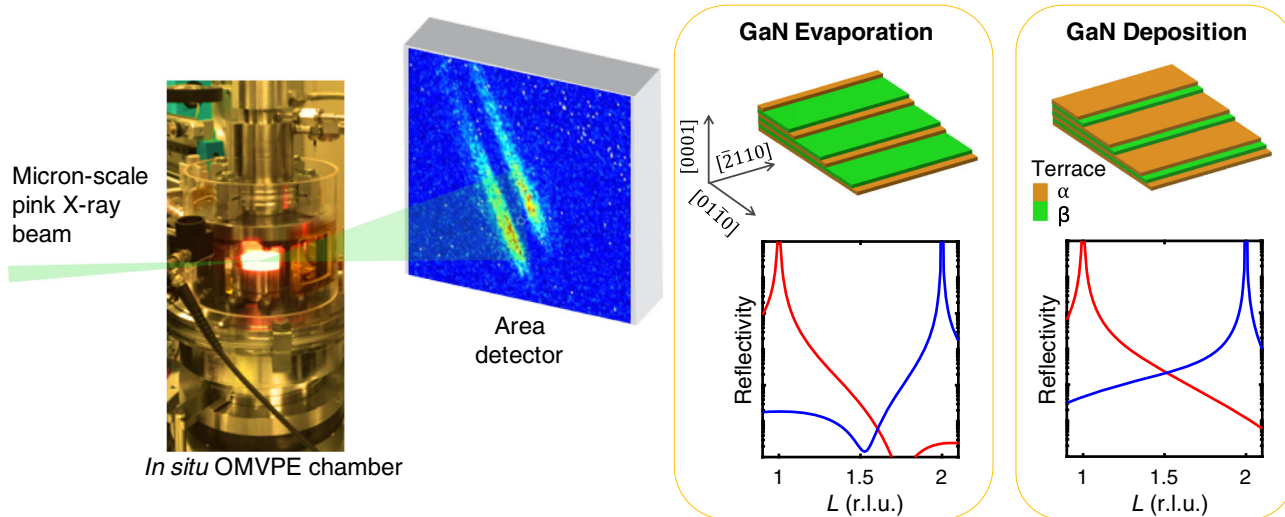 Micron-scale
pink X-ray
beam
In situ OMVPE chamber
Area
detector
GaN Evaporation
[0001]
[2̄110]
[011̄0]
Reflectivity
1
1.5
2
L (r.l.u.)
GaN Deposition
Terrace
α
β
Reflectivity
1
1.5
2
L (r.l.u.)